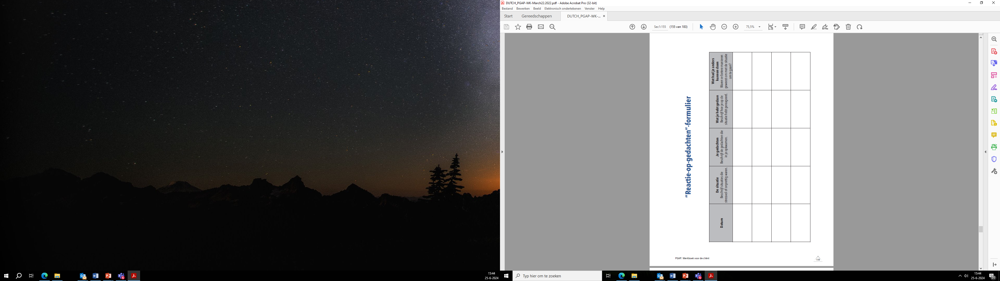 DUTCH_PGAP-WK-March22.2022.pdf - Adobe Acrobat Pro (32-bit)
Bestand Bewerken Beeld Elektronisch ondertekenen Venster Help
Start Gereedschappen DUTCH_PGAP-WK-... ×
Sec1:155 (155 van 183) 75,5%
"Reactie-op-gedachten"-formulier
Datum
De situatie
Beschrijf situaties die
stressvol of onprettig waren.
Je gedachten
Beschrijf de gedachten die
in je opkwamen.
Wat je hebt gedaan
Beschrijf hoe je op de
situatie hebt gereageerd.
Wat had je anders
kunnen doen
Waren er betere manieren
geweest om met de situatie
om te gaan?
PGAP: Werkboek voor de cliënt
155
15:44
25-6-2024
Typ hier om te zoeken
15:44
25-6-2024
20